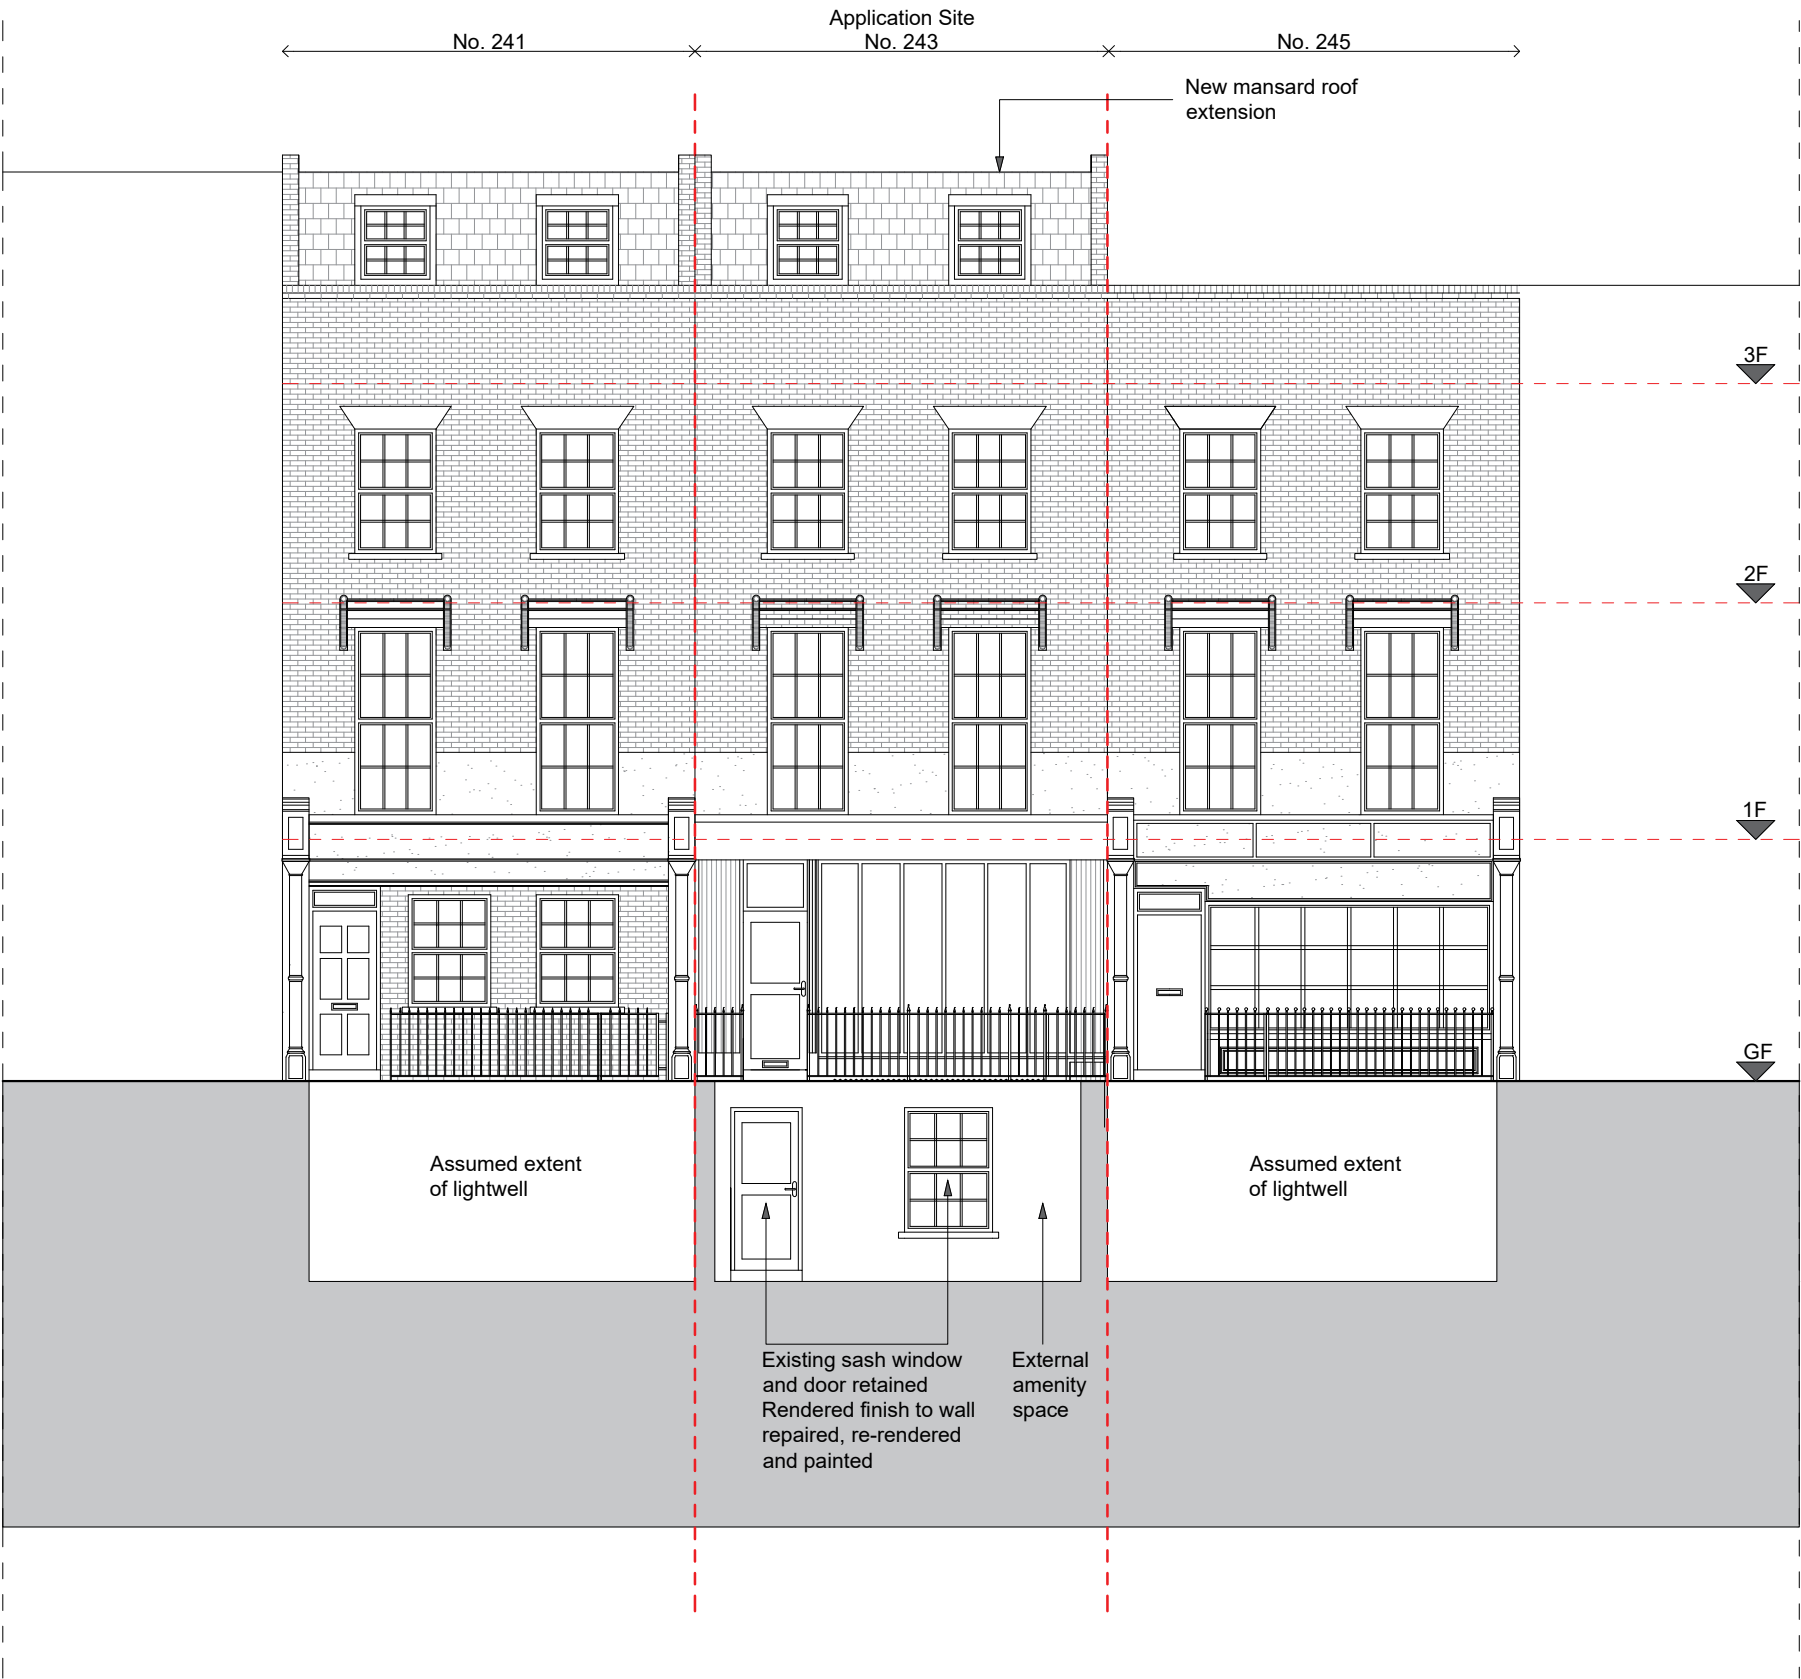 Application Site
No. 241
No. 243
No. 245
New mansard roof
extension
3F
2F
1F
GF
Assumed extent
of lightwell
Assumed extent
of lightwell
Existing sash window
and door retained
Rendered finish to wall
repaired, re-rendered
and painted
External
amenity
space